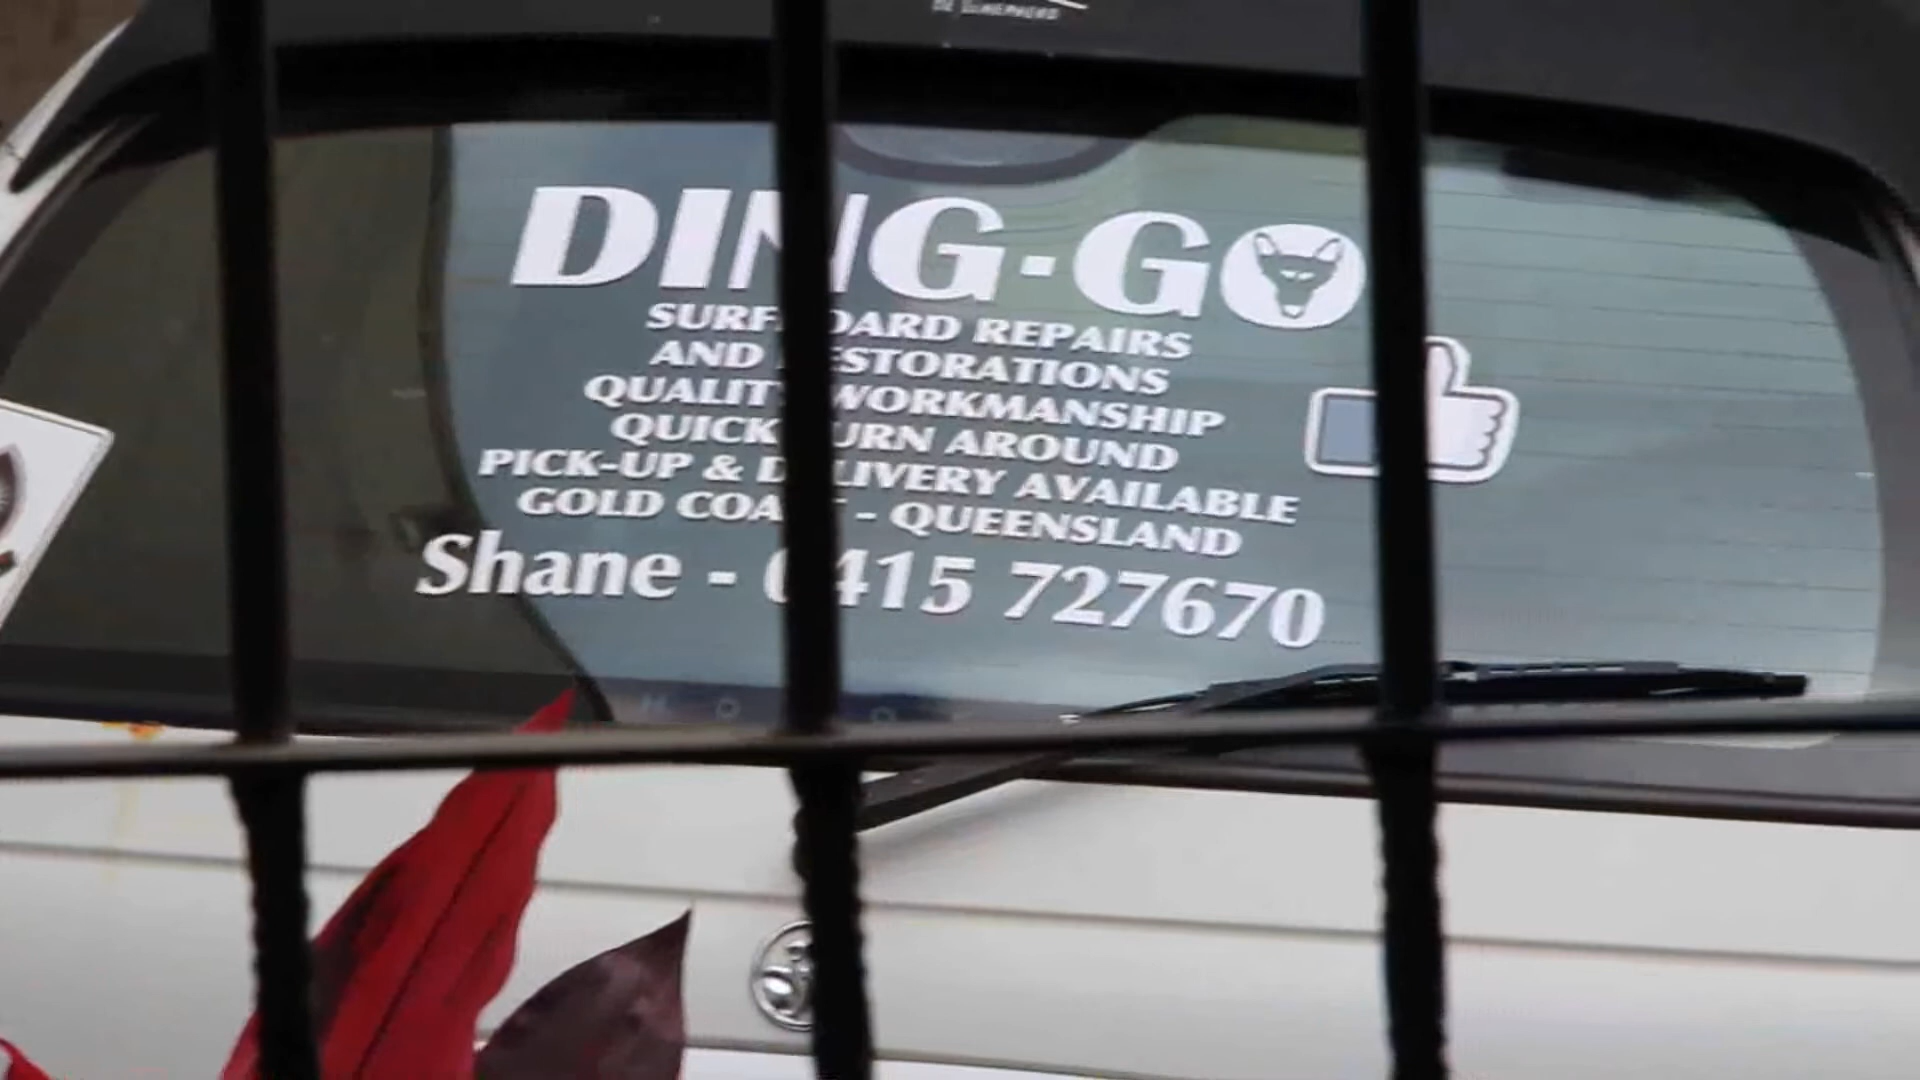 DING-GO
SURFBOARD REPAIRS
AND RESTORATIONS
QUALITY WORKMANSHIP
QUICK TURN AROUND
PICK-UP & DELIVERY AVAILABLE
GOLD COAST - QUEENSLAND
Shane - 0415 727670